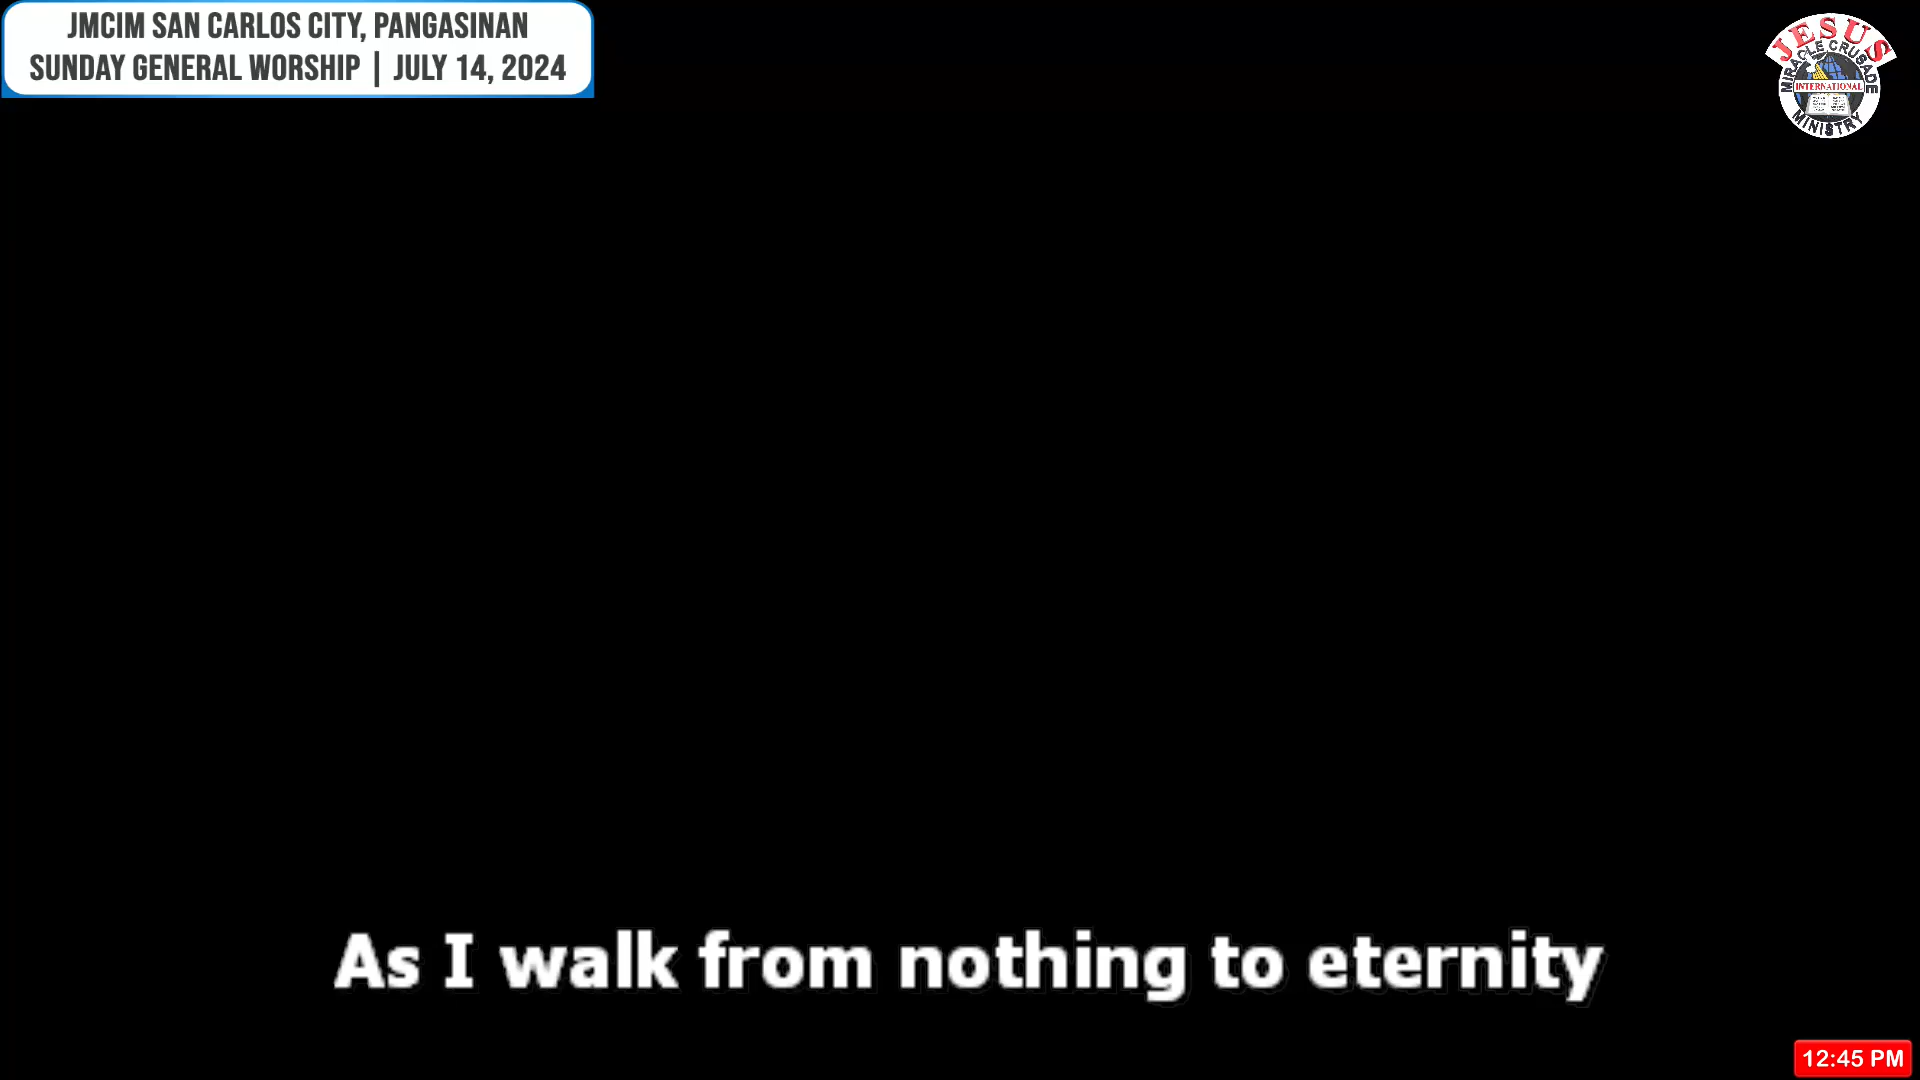 JMCIM SAN CARLOS CITY, PANGASINAN
SUNDAY GENERAL WORSHIP | JULY 14, 2024
JESUS
MIRACLE CRUSADE
INTERNATIONAL
MINISTRY
As I walk from nothing to eternity
12:45 PM